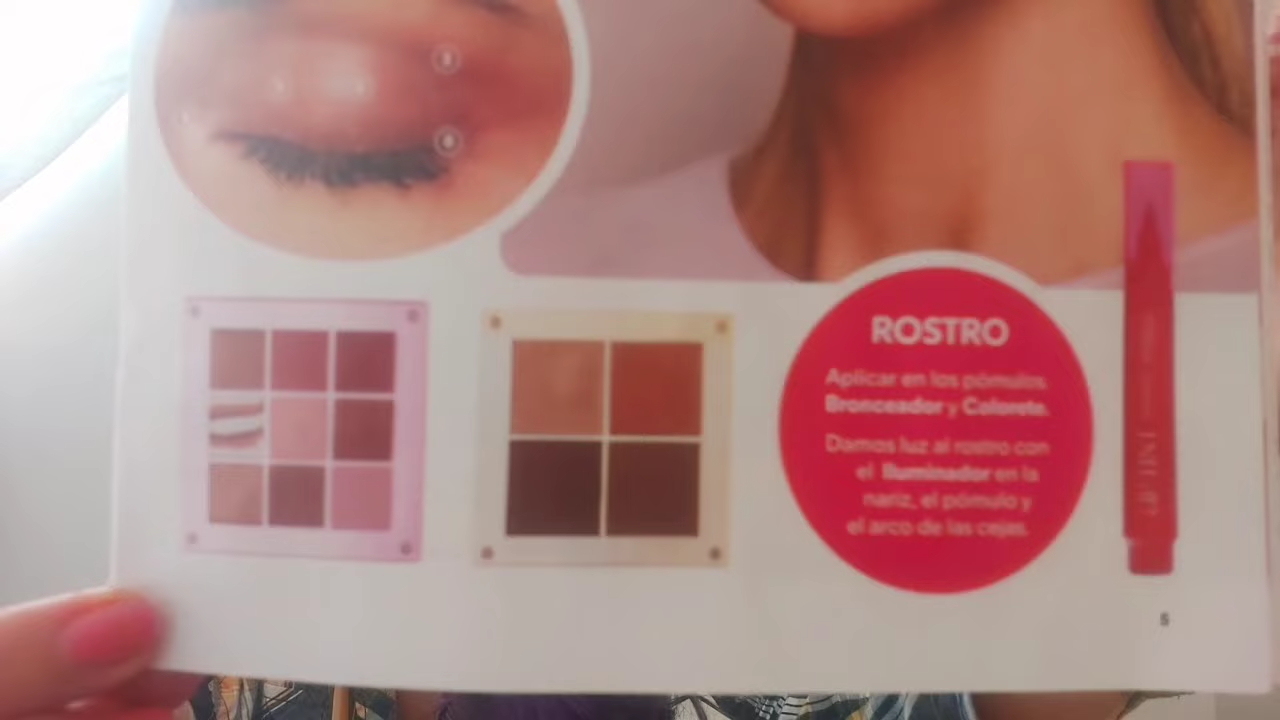 ROSTRO
Aplicar en los pómulos
Bronceador y Colorete.
Damos luz al rostro con
el Iluminador en la
nariz, el pómulo y
el arco de las cejas.
5